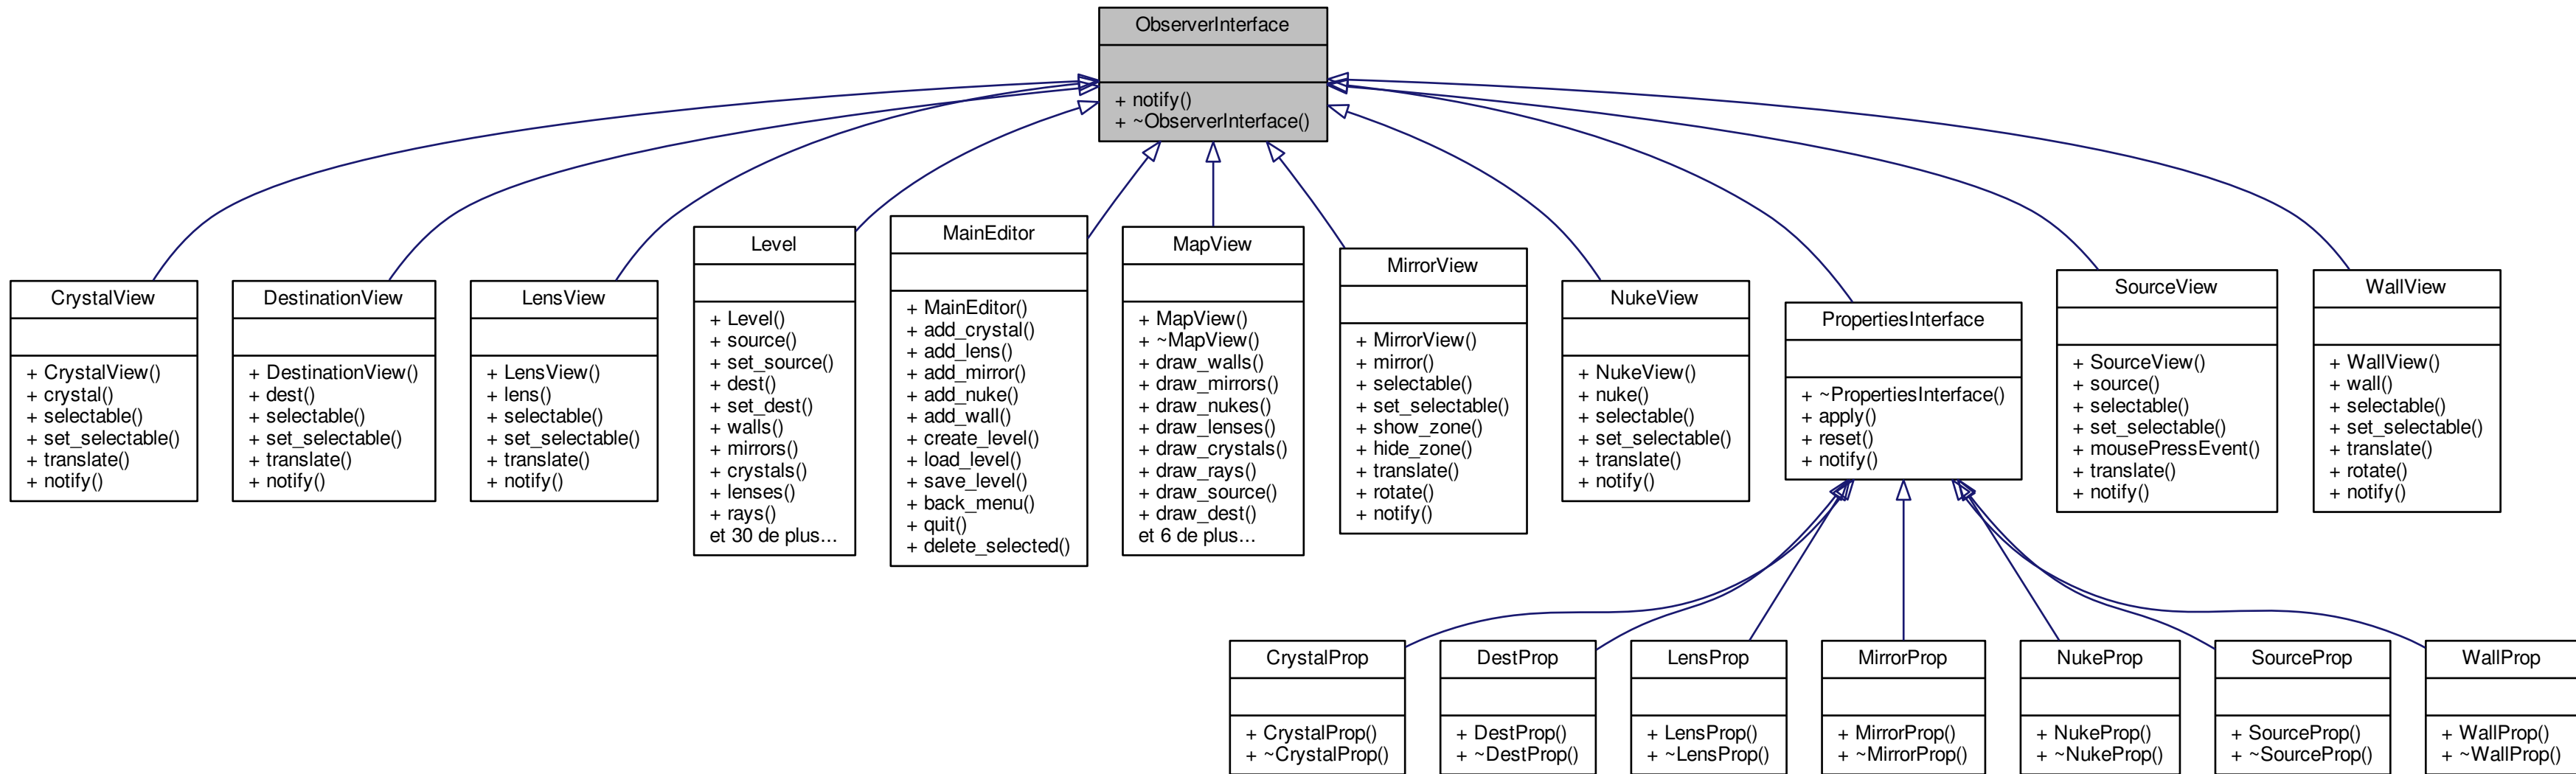 ObserverInterface
+ notify()
+ ~ObserverInterface()
CrystalView
+ CrystalView()
+ crystal()
+ selectable()
+ set_selectable()
+ translate()
+ notify()
DestinationView
+ DestinationView()
+ dest()
+ selectable()
+ set_selectable()
+ translate()
+ notify()
LensView
+ LensView()
+ lens()
+ selectable()
+ set_selectable()
+ translate()
+ notify()
Level
+ Level()
+ source()
+ set_source()
+ dest()
+ set_dest()
+ walls()
+ mirrors()
+ crystals()
+ lenses()
+ rays()
et 30 de plus...
MainEditor
+ MainEditor()
+ add_crystal()
+ add_lens()
+ add_mirror()
+ add_nuke()
+ add_wall()
+ create_level()
+ load_level()
+ save_level()
+ back_menu()
+ quit()
+ delete_selected()
MapView
+ MapView()
+ ~MapView()
+ draw_walls()
+ draw_mirrors()
+ draw_nukes()
+ draw_lenses()
+ draw_crystals()
+ draw_rays()
+ draw_source()
+ draw_dest()
et 6 de plus...
MirrorView
+ MirrorView()
+ mirror()
+ selectable()
+ set_selectable()
+ show_zone()
+ hide_zone()
+ translate()
+ rotate()
+ notify()
NukeView
+ NukeView()
+ nuke()
+ selectable()
+ set_selectable()
+ translate()
+ notify()
PropertiesInterface
+ ~PropertiesInterface()
+ apply()
+ reset()
+ notify()
SourceView
+ SourceView()
+ source()
+ selectable()
+ set_selectable()
+ mousePressEvent()
+ translate()
+ notify()
WallView
+ WallView()
+ wall()
+ selectable()
+ set_selectable()
+ translate()
+ rotate()
+ notify()
CrystalProp
+ CrystalProp()
+ ~CrystalProp()
DestProp
+ DestProp()
+ ~DestProp()
LensProp
+ LensProp()
+ ~LensProp()
MirrorProp
+ MirrorProp()
+ ~MirrorProp()
NukeProp
+ NukeProp()
+ ~NukeProp()
SourceProp
+ SourceProp()
+ ~SourceProp()
WallProp
+ WallProp()
+ ~WallProp()